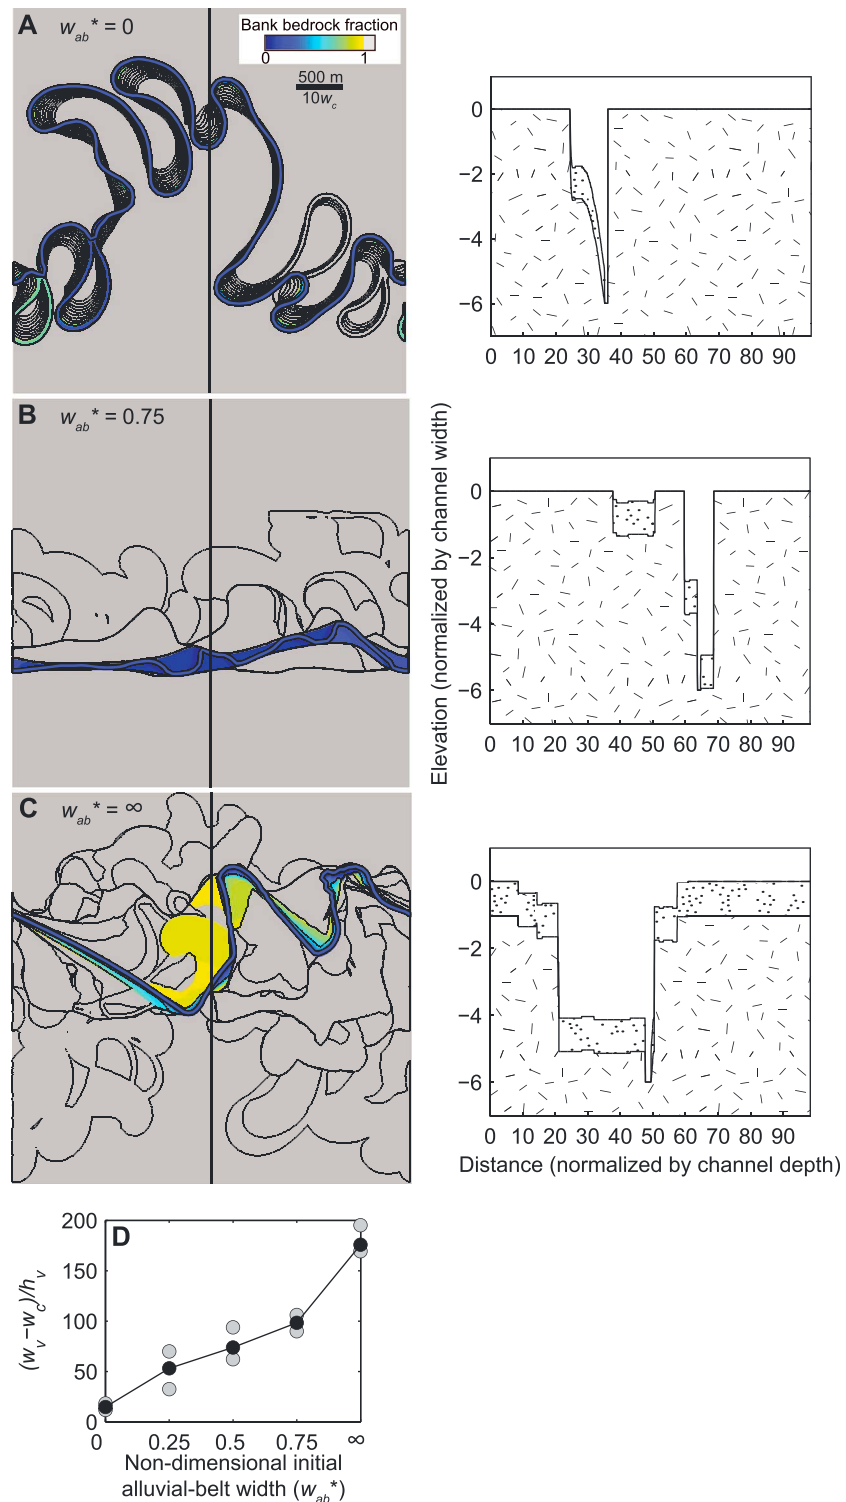 A w_ab* = 0
Bank bedrock fraction
0 1
500 m
10w_c
0
−2
−4
−6
0 10 20 30 40 50 60 70 80 90
B w_ab* = 0.75
0
−2
−4
−6
0 10 20 30 40 50 60 70 80 90
Elevation (normalized by channel width)
C w_ab* = ∞
0
−2
−4
−6
0 10 20 30 40 50 60 70 80 90
Distance (normalized by channel depth)
D
200
150
100
50
0
(w_v−w_c)/h_v
0 0.25 0.5 0.75 ∞
Non-dimensional initial
alluvial-belt width (w_ab*)